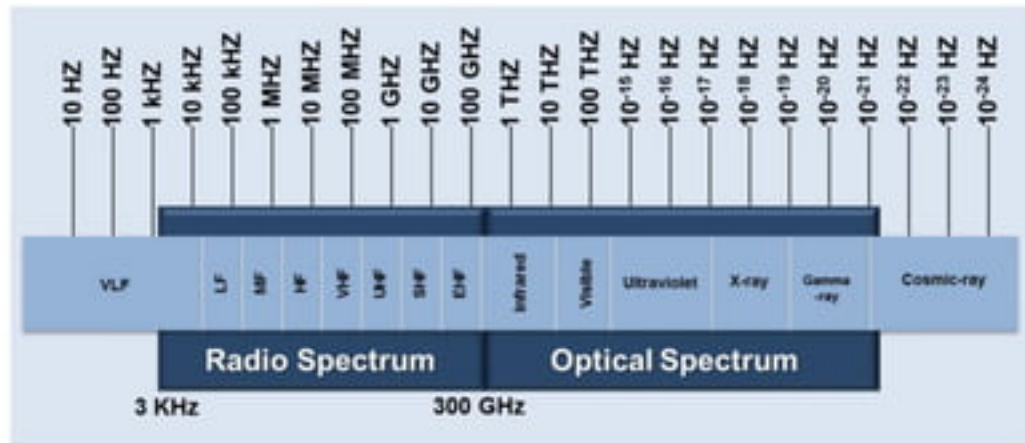 10 HZ
100 HZ
1 kHZ
10 kHZ
100 kHZ
1 MHZ
10 MHZ
100 MHZ
1 GHZ
10 GHZ
100 GHZ
1 THZ
10 THZ
100 THZ
10⁻¹⁵ HZ
10⁻¹⁶ HZ
10⁻¹⁷ HZ
10⁻¹⁸ HZ
10⁻¹⁹ HZ
10⁻²⁰ HZ
10⁻²¹ HZ
10⁻²² HZ
10⁻²³ HZ
10⁻²⁴ HZ
VLF
LF
MF
HF
VHF
UHF
SHF
EHF
Infrared
Visible
Ultraviolet
X-ray
Gamma
-ray
Cosmic-ray
Radio Spectrum
Optical Spectrum
3 KHz
300 GHz